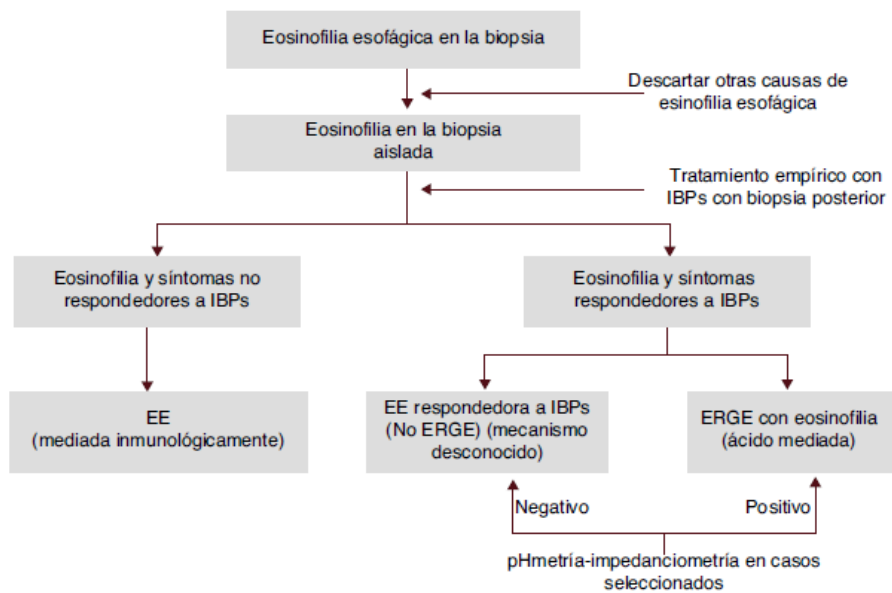 Eosinofilia esofágica en la biopsia
Descartar otras causas de
esinofilia esofágica
Eosinofilia en la biopsia
aislada
Tratamiento empírico con
IBPs con biopsia posterior
Eosinofilia y síntomas no
respondedores a IBPs
Eosinofilia y síntomas
respondedores a IBPs
EE
(mediada inmunológicamente)
EE respondedora a IBPs
(No ERGE) (mecanismo
desconocido)
ERGE con eosinofilia
(ácido mediada)
Negativo
Positivo
pHmetría-impedanciometría en casos
seleccionados